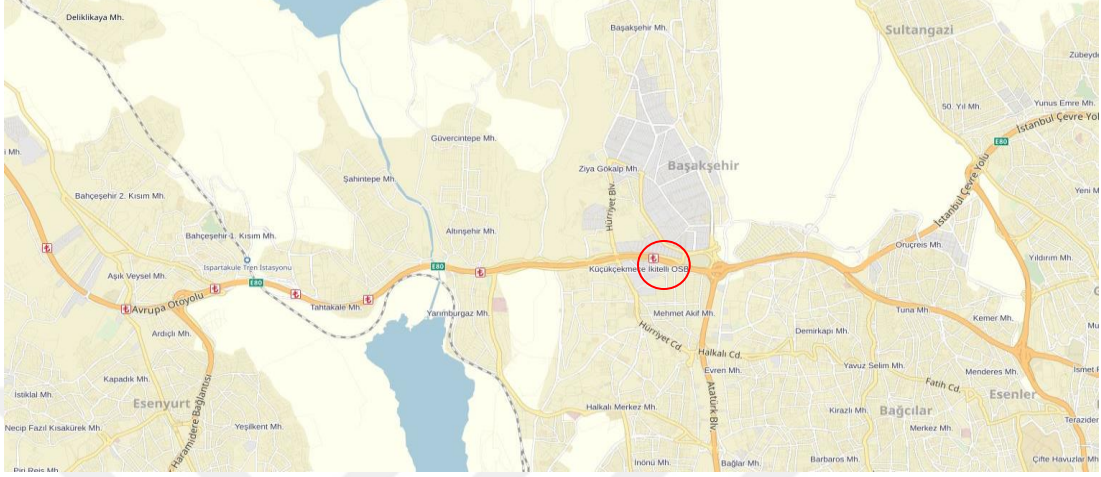 Deliklikaya Mh.
Başakşehir Mh.
Sultangazi
50. Yıl Mh.
Yunus Emre Mh.
İstanbul Çevre Yol
E80
Güvercintepe Mh.
Ziya Gökalp Mh.
Başakşehir
Şahintepe Mh.
Hürriyet Blv.
İstanbul Çevre Yolu
Bahçeşehir 2. Kısım Mh.
Bahçeşehir 1. Kısım Mh.
Altınşehir Mh.
Oruçreis Mh.
Yıldırım Mh.
Ispartakule Tren İstasyonu
Aşık Veysel Mh.
E80
E80
Küçükçekmece İkitelli OSB
Avrupa Otoyolu
Tahtakale Mh.
Yarımburgaz Mh.
Mehmet Akif Mh.
Tuna Mh.
Kemer Mh.
Ardıçlı Mh.
Hürriyet Cd.
Demirkapı Mh.
Halkalı Cd.
Evren Mh.
Yavuz Selim Mh.
Menderes Mh.
Kapadık Mh.
Fatih Cd.
İstiklal Mh.
Esenyurt
Haramidere Bağlantısı
Atatürk Blv.
Halkalı Merkez Mh.
Kirazlı Mh.
Bağcılar
Esenler
Necip Fazıl Kısakürek Mh.
Yeşilkent Mh.
Merkez Mh.
Piri Reis Mh.
İnönü Mh.
Bağlar Mh.
Barbaros Mh.
Çifte Havuzlar Mh